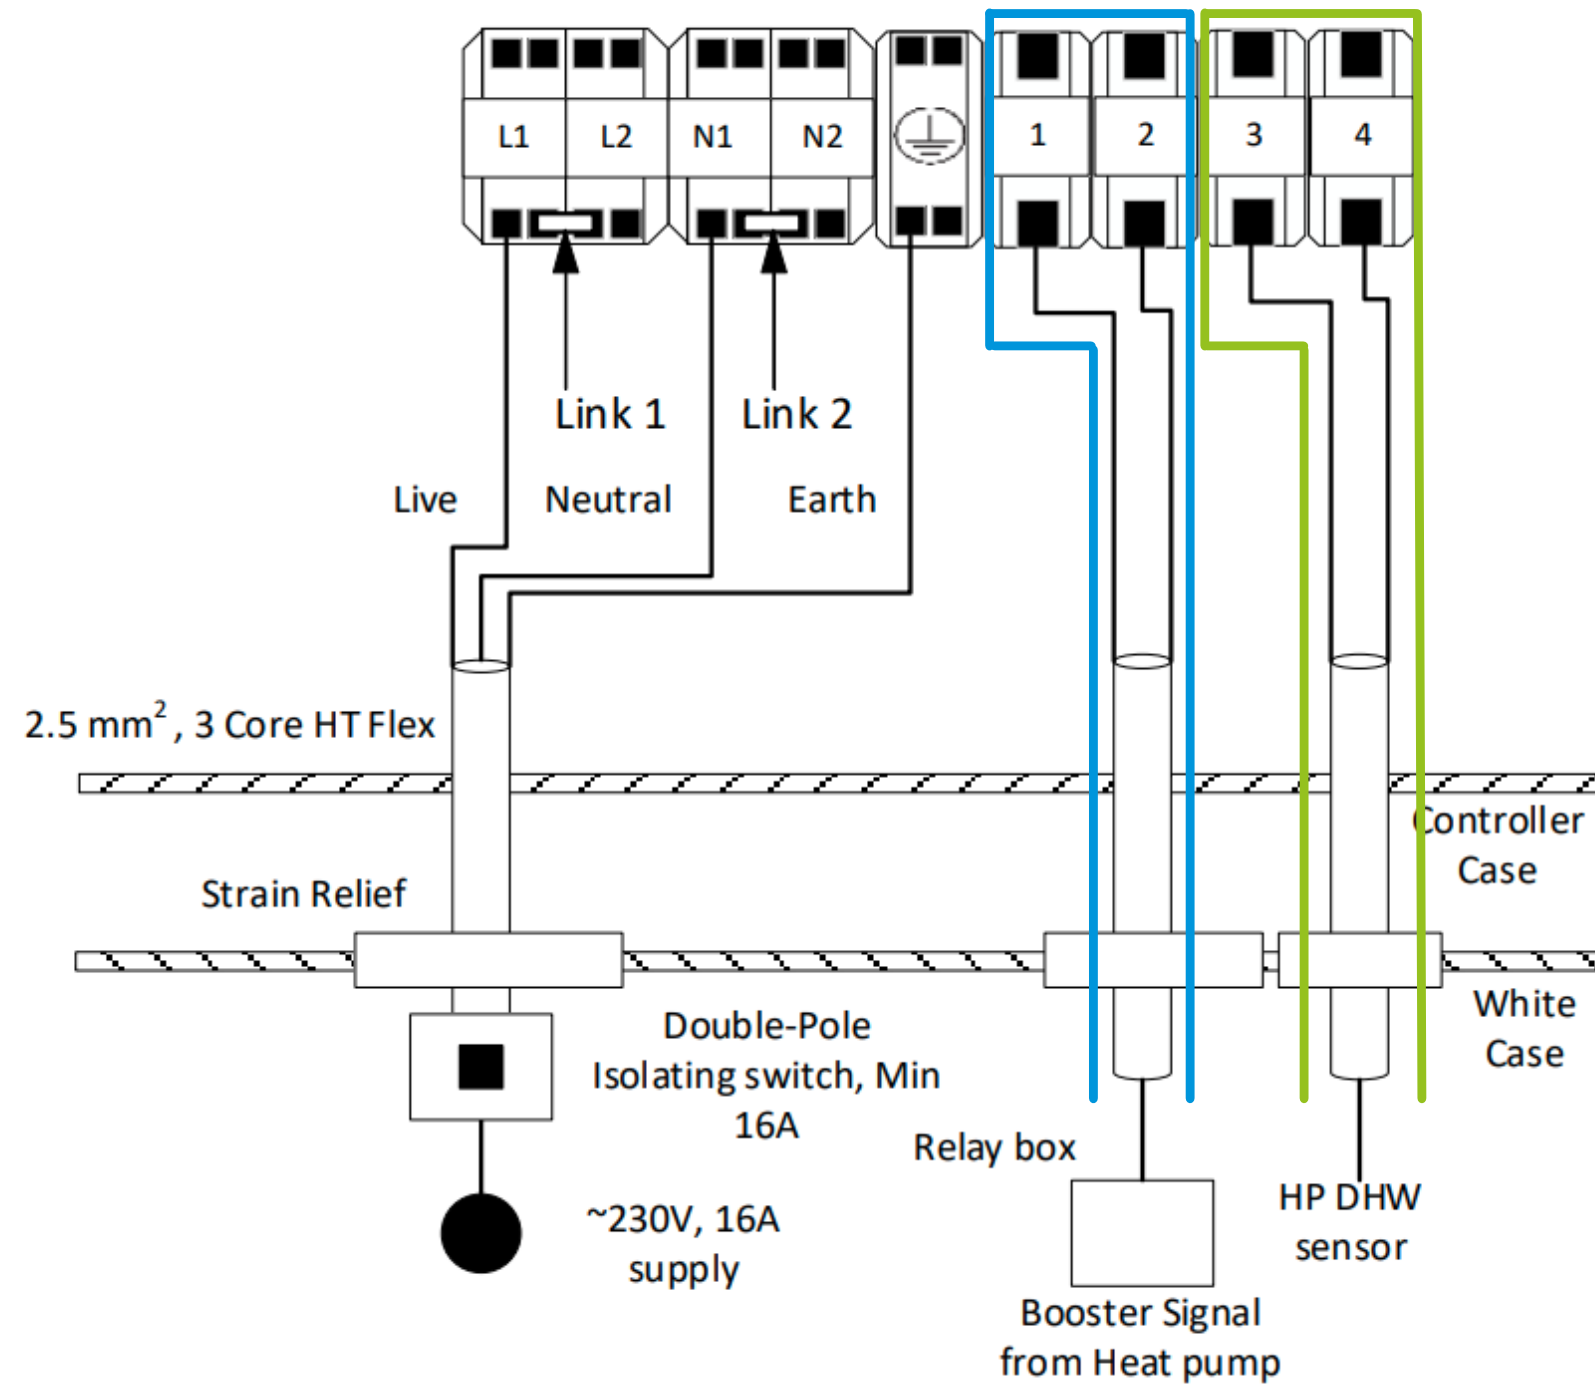 L1
L2
N1
N2
1
2
3
4
Link 1
Link 2
Live
Neutral
Earth
2.5 mm², 3 Core HT Flex
Controller
Case
Strain Relief
White
Case
Double-Pole
Isolating switch, Min
16A
Relay box
~230V, 16A
supply
HP DHW
sensor
Booster Signal
from Heat pump